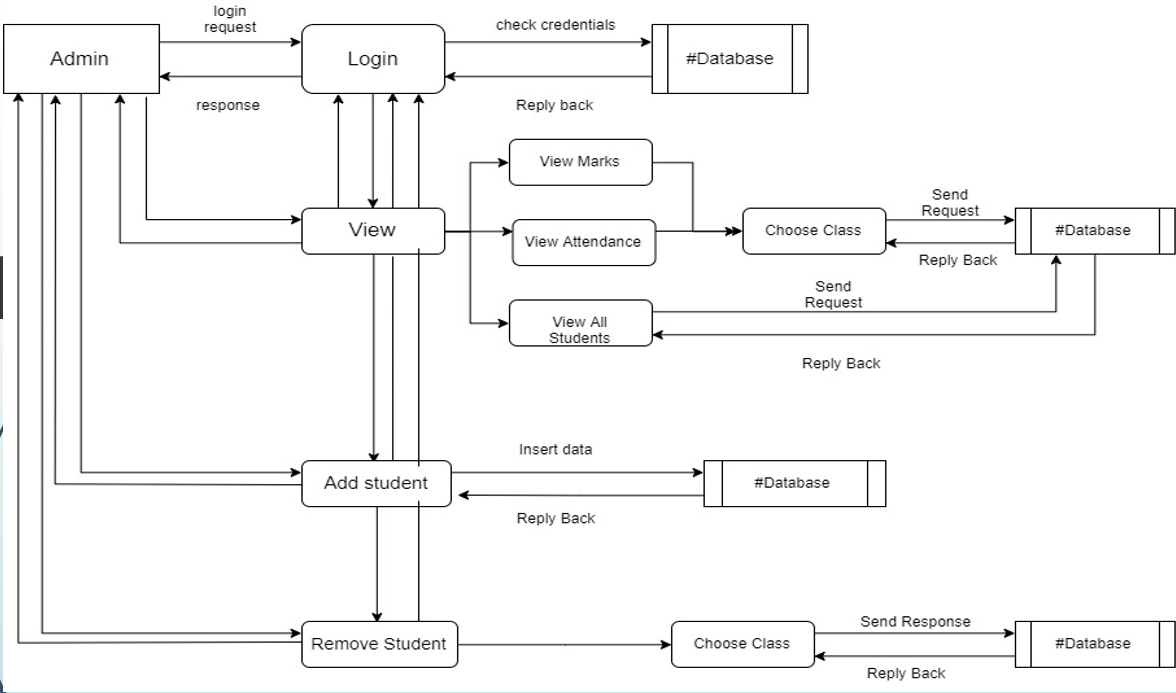 login
request
check credentials
Admin
Login
#Database
response
Reply back
View Marks
Send
Request
View
View Attendance
Choose Class
#Database
Reply Back
Send
Request
View All
Students
Reply Back
Insert data
Add student
#Database
Reply Back
Send Response
Remove Student
Choose Class
#Database
Reply Back